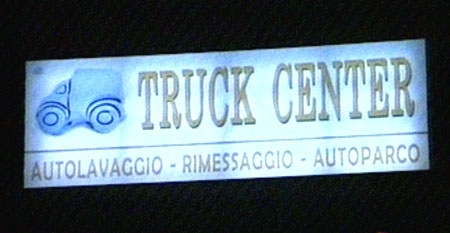 TRUCK CENTER
AUTOLAVAGGIO - RIMESSAGGIO - AUTOPARCO